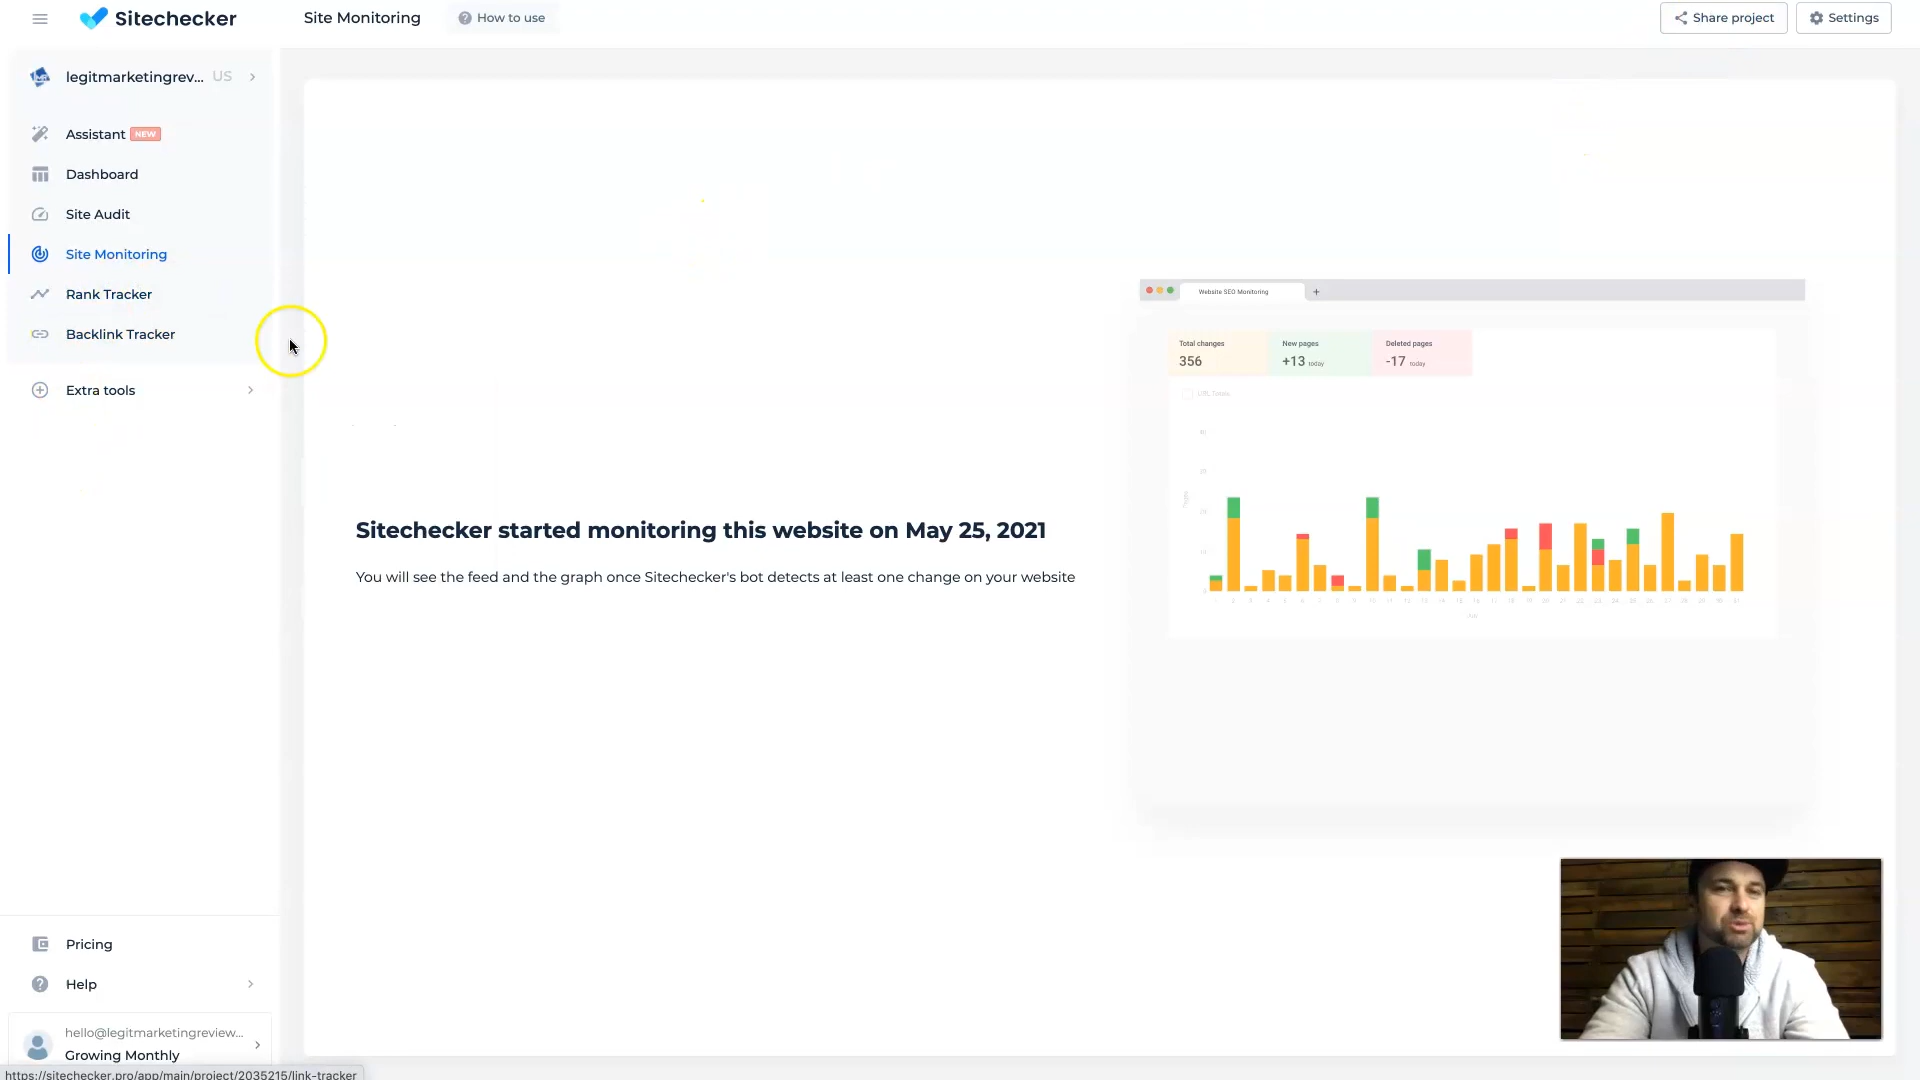 Sitechecker
Site Monitoring
How to use
Share project
Settings
legitmarketingrev... US
Assistant NEW
Dashboard
Site Audit
Site Monitoring
Rank Tracker
Backlink Tracker
Extra tools
Website SEO Monitoring
+
Total changes
356
New pages
+13 today
Deleted pages
-17 today
Sitechecker started monitoring this website on May 25, 2021
You will see the feed and the graph once Sitechecker's bot detects at least one change on your website
Pricing
Help
hello@legitmarketingreview...
Growing Monthly
https://sitechecker.pro/app/main/project/2035215/link-tracker